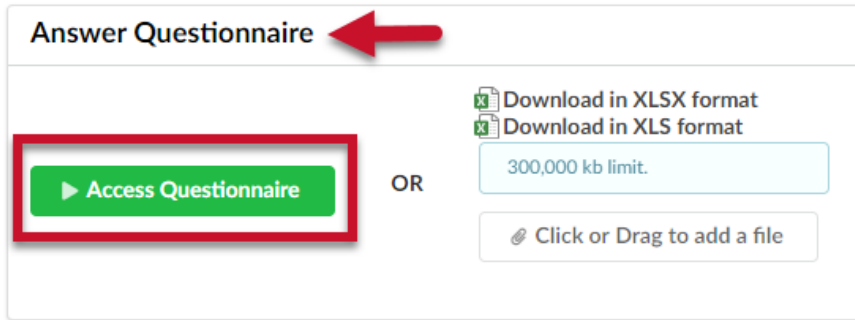 Answer Questionnaire
Download in XLSX format
Download in XLS format
Access Questionnaire
OR
300,000 kb limit.
Click or Drag to add a file